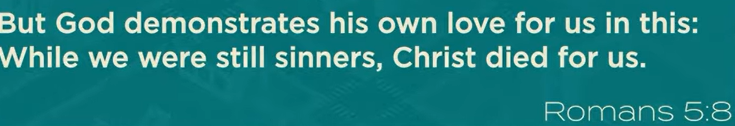 But God demonstrates his own love for us in this:
While we were still sinners, Christ died for us.
Romans 5:8